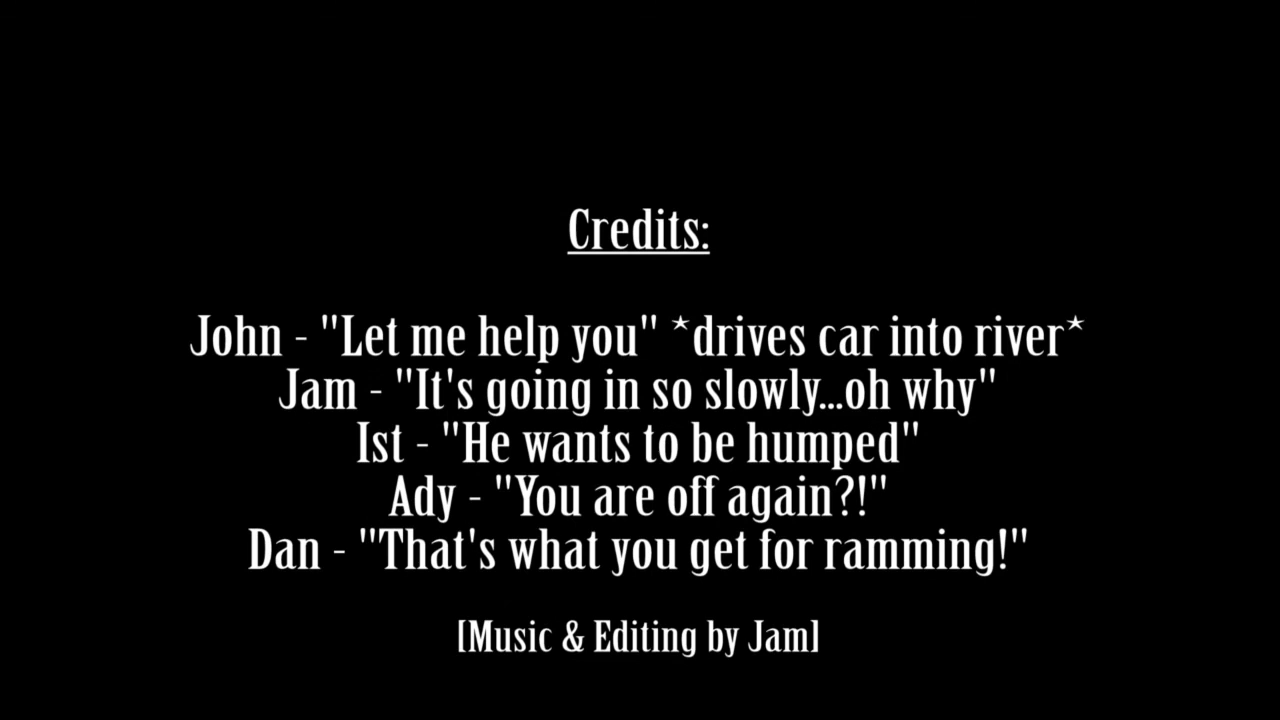 Credits:
John - "Let me help you" *drives car into river*
Jam - "It's going in so slowly...oh why"
Ist - "He wants to be humped"
Ady - "You are off again?!"
Dan - "That's what you get for ramming!"
[Music & Editing by Jam]